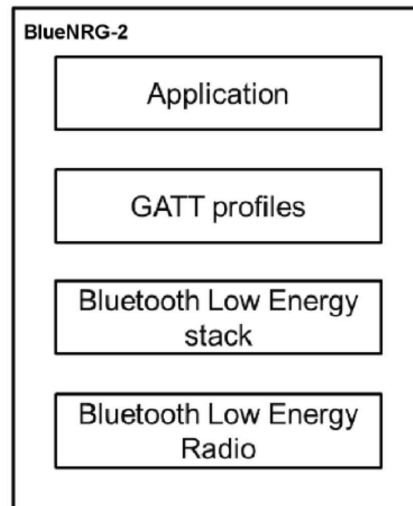 BlueNRG-2
Application
GATT profiles
Bluetooth Low Energy
stack
Bluetooth Low Energy
Radio